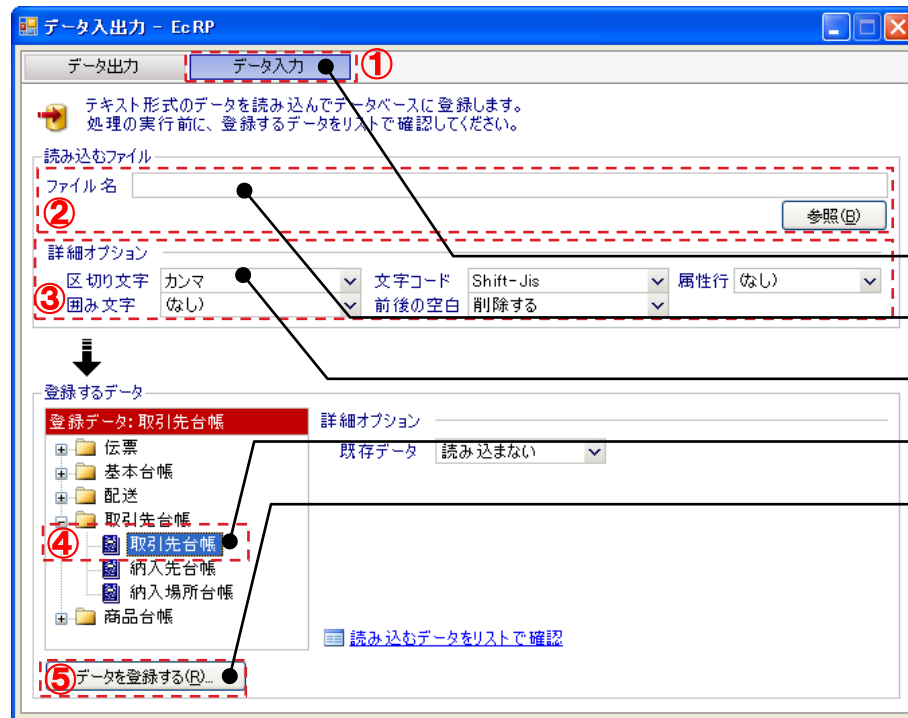 データ入出力 - EcRP
データ出力 データ入力 ①
テキスト形式のデータを読み込んでデータベースに登録します。
処理の実行前に、登録するデータをリストで確認してください。
読み込むファイル
ファイル名
②
参照(B)
詳細オプション
区切り文字 カンマ 文字コード Shift-Jis 属性行 (なし)
③
囲み文字 (なし) 前後の空白 削除する
登録するデータ
登録データ: 取引先台帳 詳細オプション
伝票 既存データ 読み込まない
基本台帳
配送
取引先台帳
④ 取引先台帳
納入先台帳
納入場所台帳
商品台帳
読み込むデータをリストで確認
⑤ データを登録する(R)...